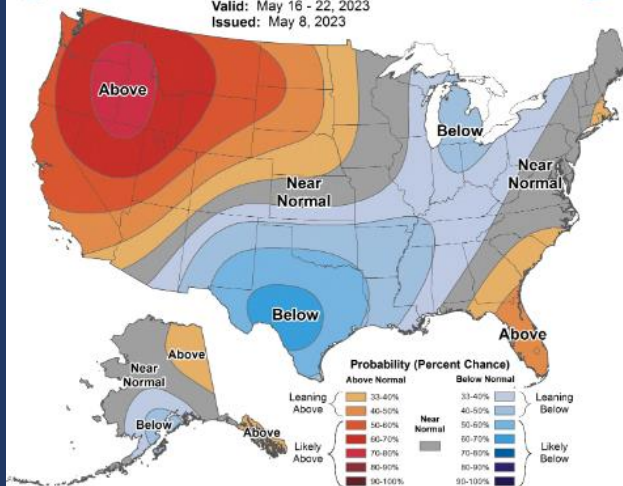 Valid: May 16 - 22, 2023
Issued: May 8, 2023
Above
Below
Near
Normal
Near
Normal
Below
Above
Near
Normal
Above
Below
Above
Probability (Percent Chance)
Above Normal
Below Normal
Leaning
Above
Likely
Above
33-40%
40-50%
50-60%
60-70%
70-80%
80-90%
90-100%
Near
Normal
33-40%
40-50%
50-60%
60-70%
70-80%
80-90%
90-100%
Leaning
Below
Likely
Below